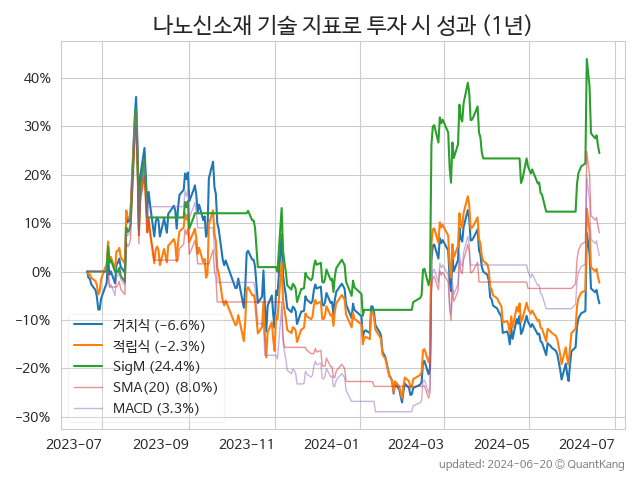 나노신소재 기술 지표로 투자 시 성과 (1년)
40%
30%
20%
10%
0%
−10%
−20%
−30%
거치식 (−6.6%)
적립식 (−2.3%)
SigM (24.4%)
SMA(20) (8.0%)
MACD (3.3%)
2023-07 2023-09 2023-11 2024-01 2024-03 2024-05 2024-07
updated: 2024-06-20 © QuantKang